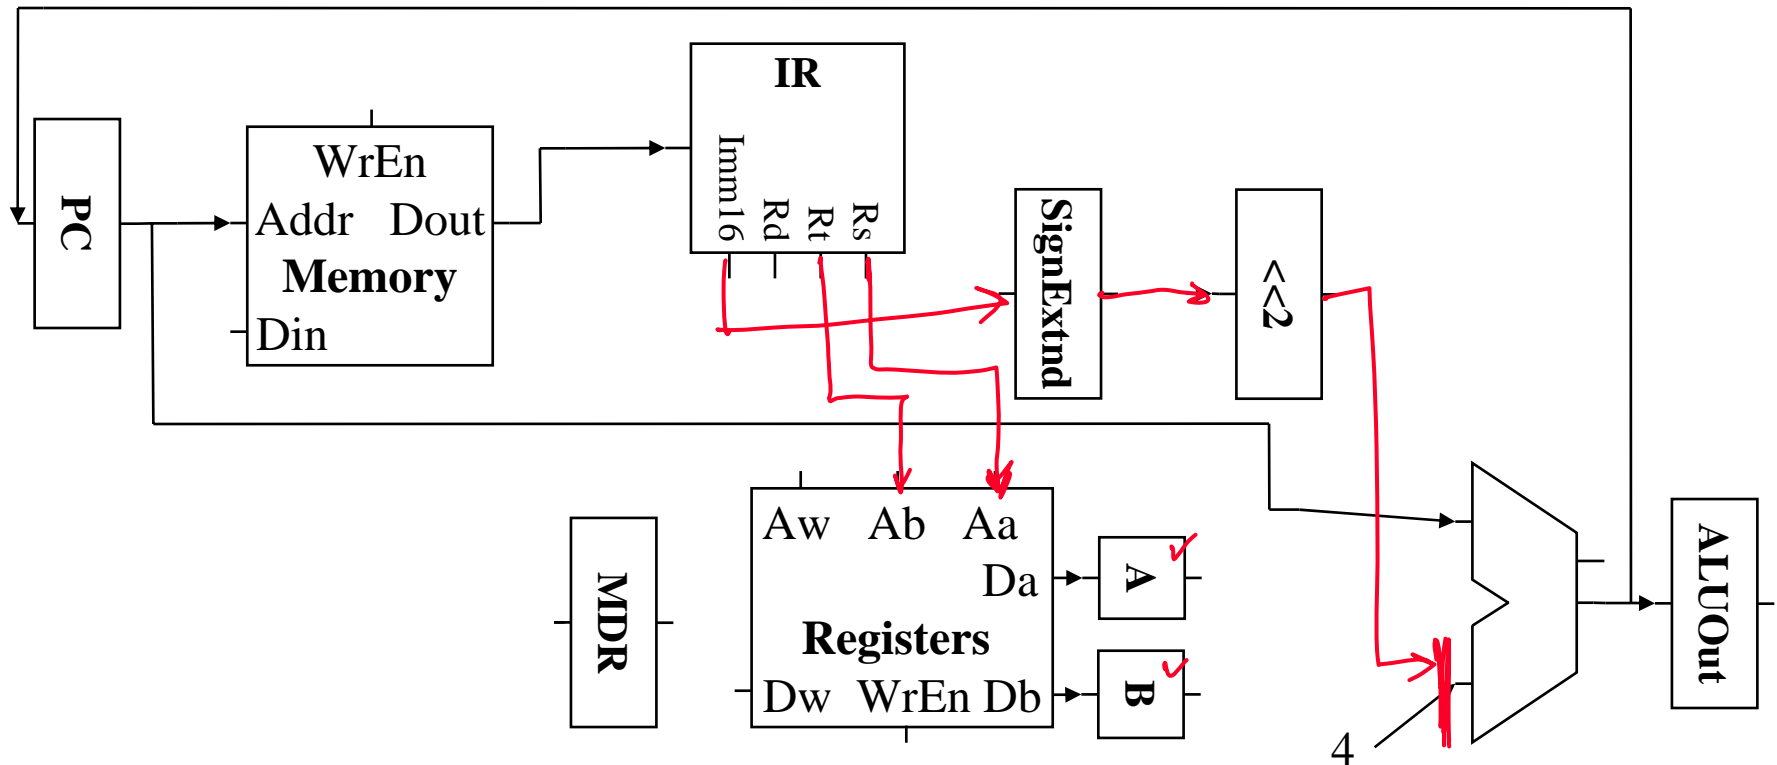 IR
Imm16
Rd
Rt
Rs
PC
WrEn
Addr Dout
Memory
Din
SignExtnd
<<2
Aw Ab Aa
Da
Registers
Dw WrEn Db
MDR
A
B
4
ALUOut